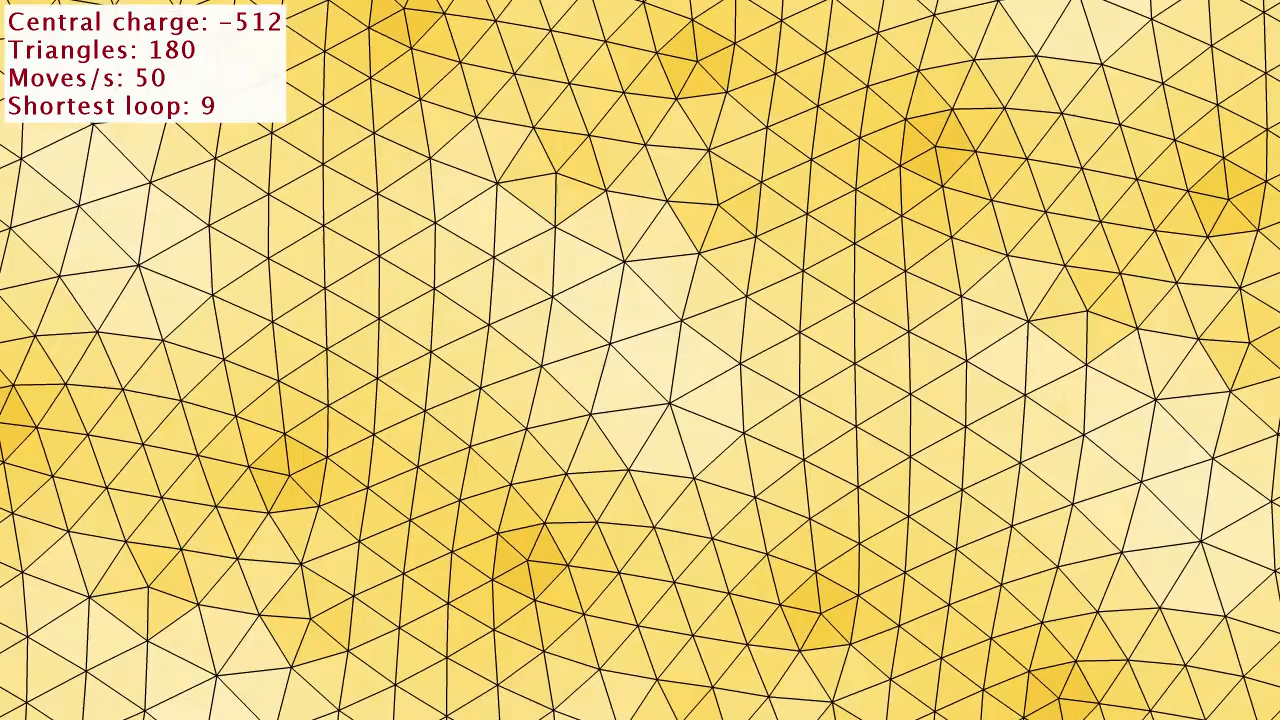 Central charge: −512
Triangles: 180
Moves/s: 50
Shortest loop: 9